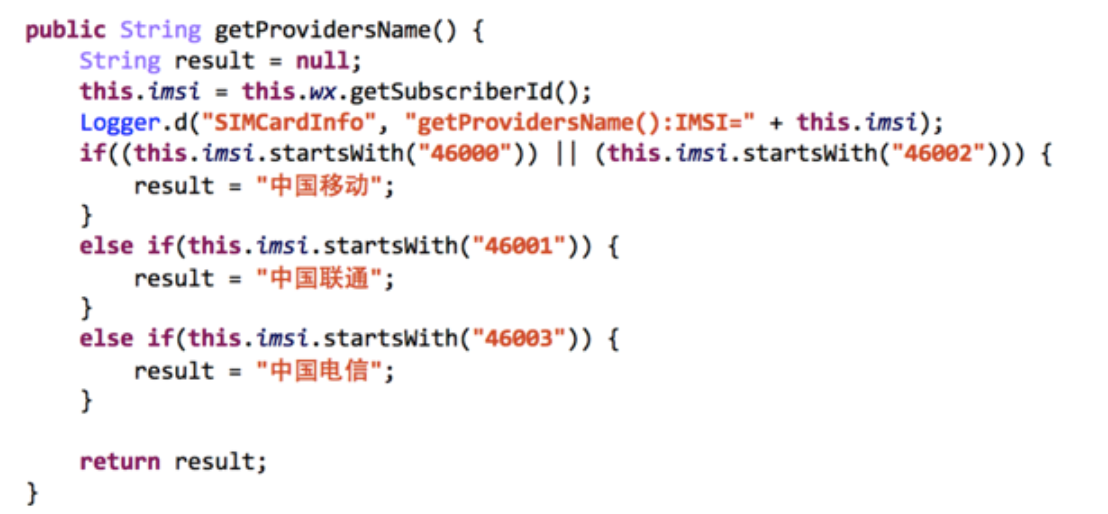 public String getProvidersName() {
    String result = null;
    this.imsi = this.wx.getSubscriberId();
    Logger.d("SIMCardInfo", "getProvidersName():IMSI=" + this.imsi);
    if((this.imsi.startsWith("46000")) || (this.imsi.startsWith("46002"))) {
        result = "中国移动";
    }
    else if(this.imsi.startsWith("46001")) {
        result = "中国联通";
    }
    else if(this.imsi.startsWith("46003")) {
        result = "中国电信";
    }
    return result;
}